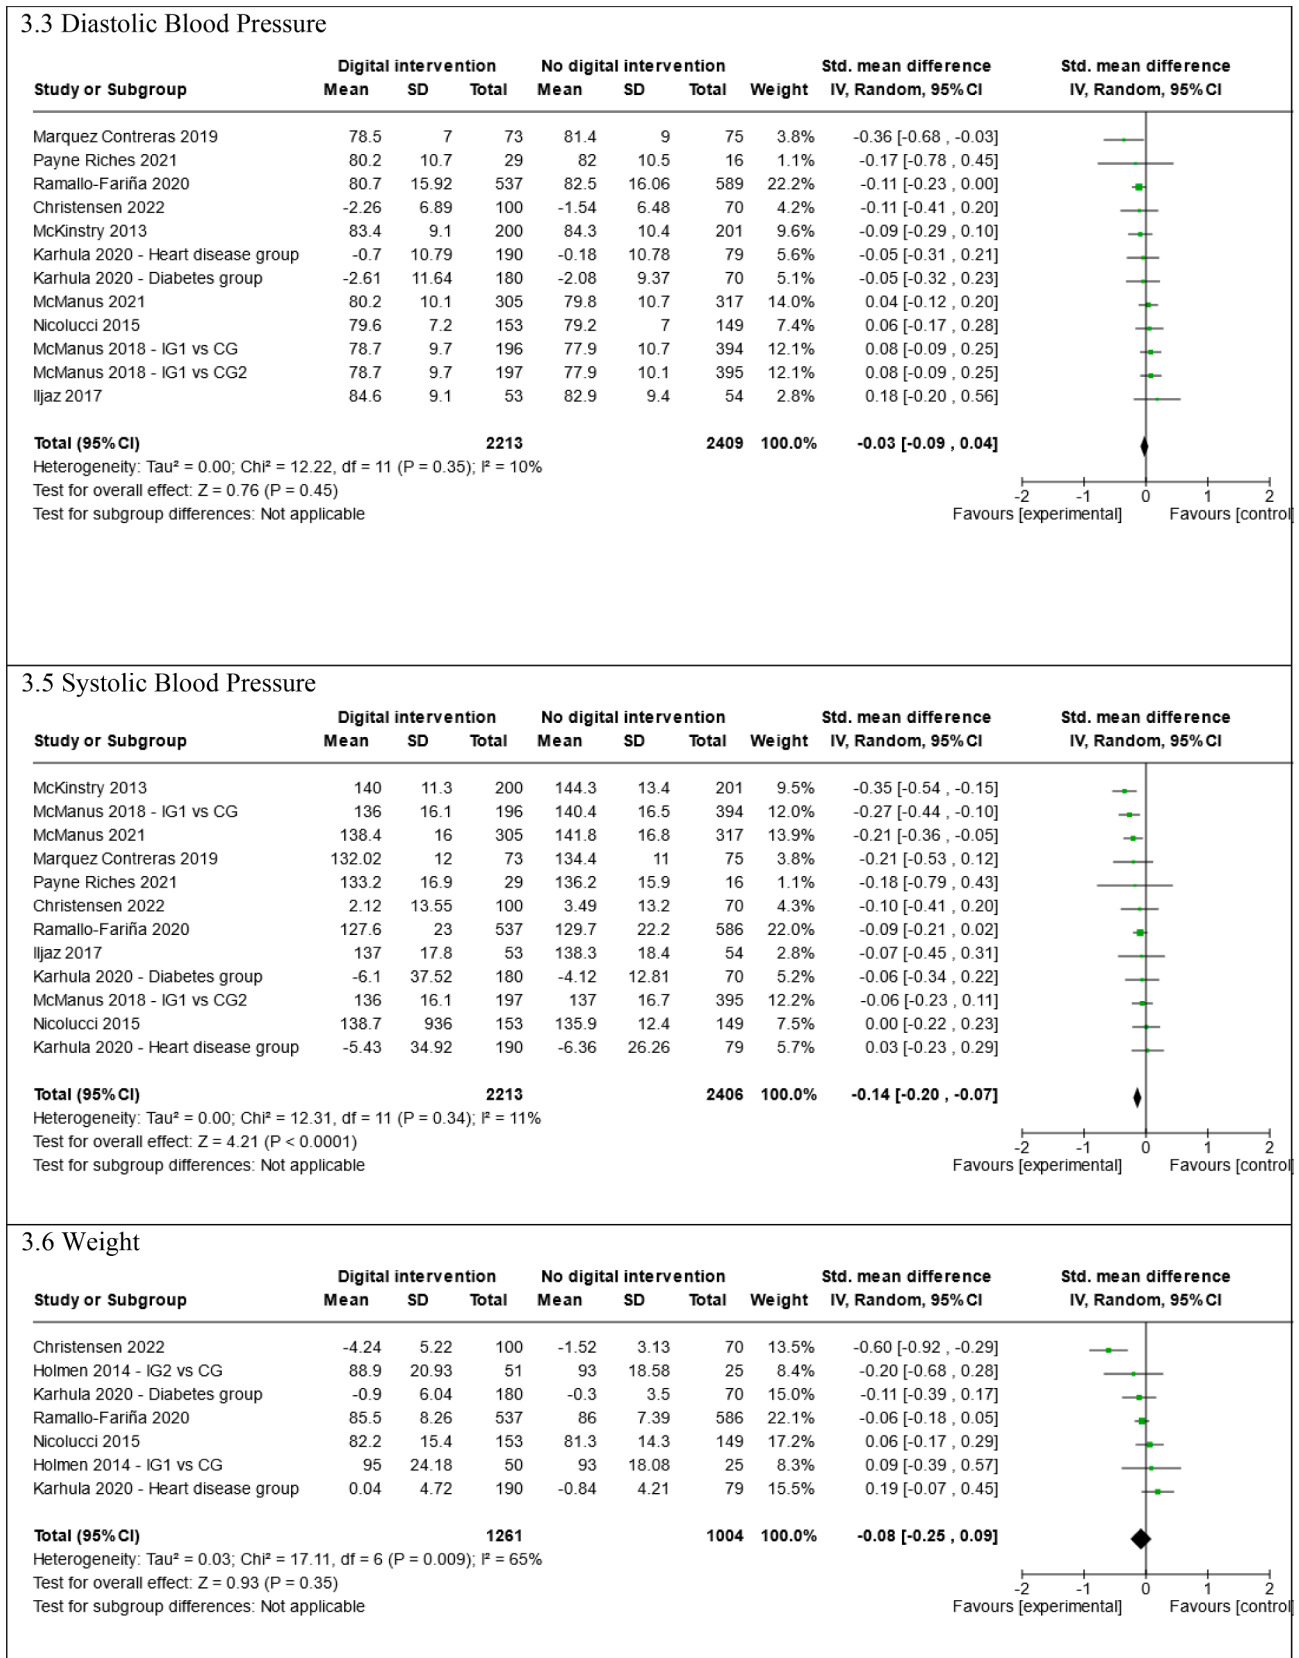 3.3 Diastolic Blood Pressure
Digital intervention No digital intervention Std. mean difference Std. mean difference
Study or Subgroup Mean SD Total Mean SD Total Weight IV, Random, 95% CI IV, Random, 95% CI
Marquez Contreras 2019 78.5 7 73 81.4 9 75 3.8% -0.36 [-0.68 , -0.03]
Payne Riches 2021 80.2 10.7 29 82 10.5 16 1.1% -0.17 [-0.78 , 0.45]
Ramallo-Fariña 2020 80.7 15.92 537 82.5 16.06 589 22.2% -0.11 [-0.23 , 0.00]
Christensen 2022 -2.26 6.89 100 -1.54 6.48 70 4.2% -0.11 [-0.41 , 0.20]
McKinstry 2013 83.4 9.1 200 84.3 10.4 201 9.6% -0.09 [-0.29 , 0.10]
Karhula 2020 - Heart disease group -0.7 10.79 190 -0.18 10.78 79 5.6% -0.05 [-0.31 , 0.21]
Karhula 2020 - Diabetes group -2.61 11.64 180 -2.08 9.37 70 5.1% -0.05 [-0.32 , 0.23]
McManus 2021 80.2 10.1 305 79.8 10.7 317 14.0% 0.04 [-0.12 , 0.20]
Nicolucci 2015 79.6 7.2 153 79.2 7 149 7.4% 0.06 [-0.17 , 0.28]
McManus 2018 - IG1 vs CG 78.7 9.7 196 77.9 10.7 394 12.1% 0.08 [-0.09 , 0.25]
McManus 2018 - IG1 vs CG2 78.7 9.7 197 77.9 10.1 395 12.1% 0.08 [-0.09 , 0.25]
Iljaz 2017 84.6 9.1 53 82.9 9.4 54 2.8% 0.18 [-0.20 , 0.56]
Total (95% CI) 2213 2409 100.0% -0.03 [-0.09 , 0.04]
Heterogeneity: Tau² = 0.00; Chi² = 12.22, df = 11 (P = 0.35); I² = 10%
Test for overall effect: Z = 0.76 (P = 0.45) -2 -1 0 1 2
Test for subgroup differences: Not applicable Favours [experimental] Favours [control]
3.5 Systolic Blood Pressure
Digital intervention No digital intervention Std. mean difference Std. mean difference
Study or Subgroup Mean SD Total Mean SD Total Weight IV, Random, 95% CI IV, Random, 95% CI
McKinstry 2013 140 11.3 200 144.3 13.4 201 9.5% -0.35 [-0.54 , -0.15]
McManus 2018 - IG1 vs CG 136 16.1 196 140.4 16.5 394 12.0% -0.27 [-0.44 , -0.10]
McManus 2021 138.4 16 305 141.8 16.8 317 13.9% -0.21 [-0.36 , -0.05]
Marquez Contreras 2019 132.02 12 73 134.4 11 75 3.8% -0.21 [-0.53 , 0.12]
Payne Riches 2021 133.2 16.9 29 136.2 15.9 16 1.1% -0.18 [-0.79 , 0.43]
Christensen 2022 2.12 13.55 100 3.49 13.2 70 4.3% -0.10 [-0.41 , 0.20]
Ramallo-Fariña 2020 127.6 23 537 129.7 22.2 586 22.0% -0.09 [-0.21 , 0.02]
Iljaz 2017 137 17.8 53 138.3 18.4 54 2.8% -0.07 [-0.45 , 0.31]
Karhula 2020 - Diabetes group -6.1 37.52 180 -4.12 12.81 70 5.2% -0.06 [-0.34 , 0.22]
McManus 2018 - IG1 vs CG2 136 16.1 197 137 16.7 395 12.2% -0.06 [-0.23 , 0.11]
Nicolucci 2015 138.7 936 153 135.9 12.4 149 7.5% 0.00 [-0.22 , 0.23]
Karhula 2020 - Heart disease group -5.43 34.92 190 -6.36 26.26 79 5.7% 0.03 [-0.23 , 0.29]
Total (95% CI) 2213 2406 100.0% -0.14 [-0.20 , -0.07]
Heterogeneity: Tau² = 0.00; Chi² = 12.31, df = 11 (P = 0.34); I² = 11%
Test for overall effect: Z = 4.21 (P < 0.0001) -2 -1 0 1 2
Test for subgroup differences: Not applicable Favours [experimental] Favours [control]
3.6 Weight
Digital intervention No digital intervention Std. mean difference Std. mean difference
Study or Subgroup Mean SD Total Mean SD Total Weight IV, Random, 95% CI IV, Random, 95% CI
Christensen 2022 -4.24 5.22 100 -1.52 3.13 70 13.5% -0.60 [-0.92 , -0.29]
Holmen 2014 - IG2 vs CG 88.9 20.93 51 93 18.58 25 8.4% -0.20 [-0.68 , 0.28]
Karhula 2020 - Diabetes group -0.9 6.04 180 -0.3 3.5 70 15.0% -0.11 [-0.39 , 0.17]
Ramallo-Fariña 2020 85.5 8.26 537 86 7.39 586 22.1% -0.06 [-0.18 , 0.05]
Nicolucci 2015 82.2 15.4 153 81.3 14.3 149 17.2% 0.06 [-0.17 , 0.29]
Holmen 2014 - IG1 vs CG 95 24.18 50 93 18.08 25 8.3% 0.09 [-0.39 , 0.57]
Karhula 2020 - Heart disease group 0.04 4.72 190 -0.84 4.21 79 15.5% 0.19 [-0.07 , 0.45]
Total (95% CI) 1261 1004 100.0% -0.08 [-0.25 , 0.09]
Heterogeneity: Tau² = 0.03; Chi² = 17.11, df = 6 (P = 0.009); I² = 65%
Test for overall effect: Z = 0.93 (P = 0.35) -2 -1 0 1 2
Test for subgroup differences: Not applicable Favours [experimental] Favours [control]